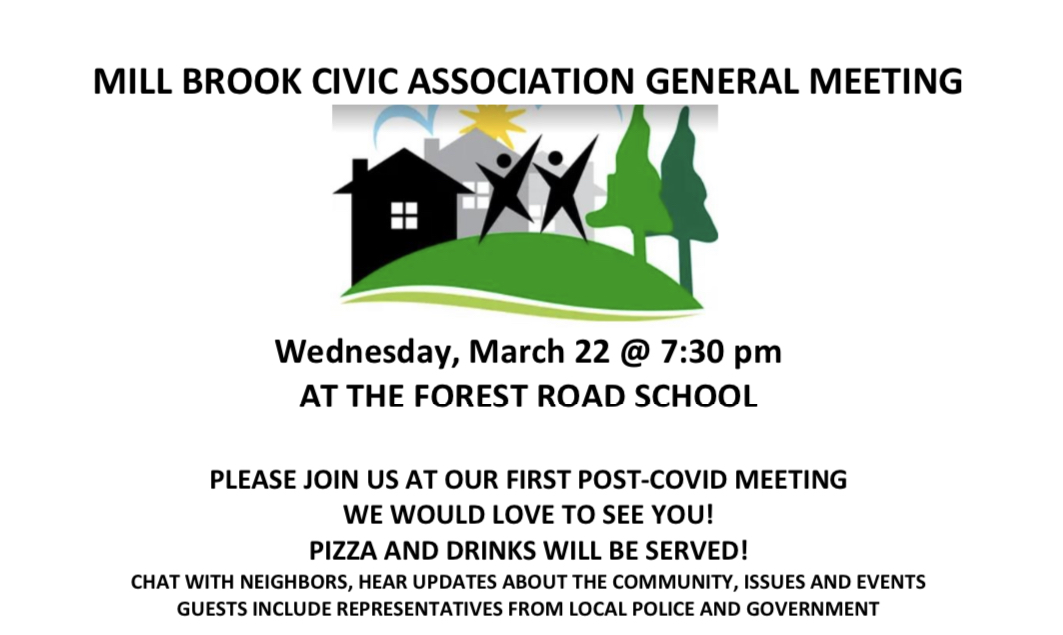 MILL BROOK CIVIC ASSOCIATION GENERAL MEETING
Wednesday, March 22 @ 7:30 pm
AT THE FOREST ROAD SCHOOL
PLEASE JOIN US AT OUR FIRST POST-COVID MEETING
WE WOULD LOVE TO SEE YOU!
PIZZA AND DRINKS WILL BE SERVED!
CHAT WITH NEIGHBORS, HEAR UPDATES ABOUT THE COMMUNITY, ISSUES AND EVENTS
GUESTS INCLUDE REPRESENTATIVES FROM LOCAL POLICE AND GOVERNMENT